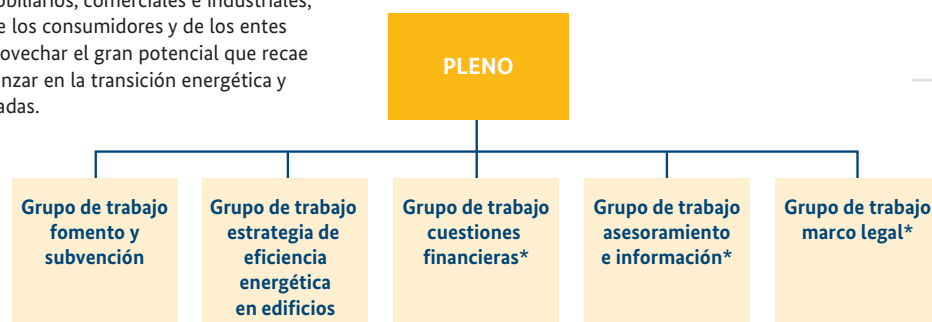 mobiliarios, comerciales e industriales,
e los consumidores y de los entes
ovechar el gran potencial que recae
nzar en la transición energética y
adas.
PLENO
Grupo de trabajo
fomento y
subvención
Grupo de trabajo
estrategia de
eficiencia
energética
en edificios
Grupo de trabajo
cuestiones
financieras*
Grupo de trabajo
asesoramiento
e información*
Grupo de trabajo
marco legal*